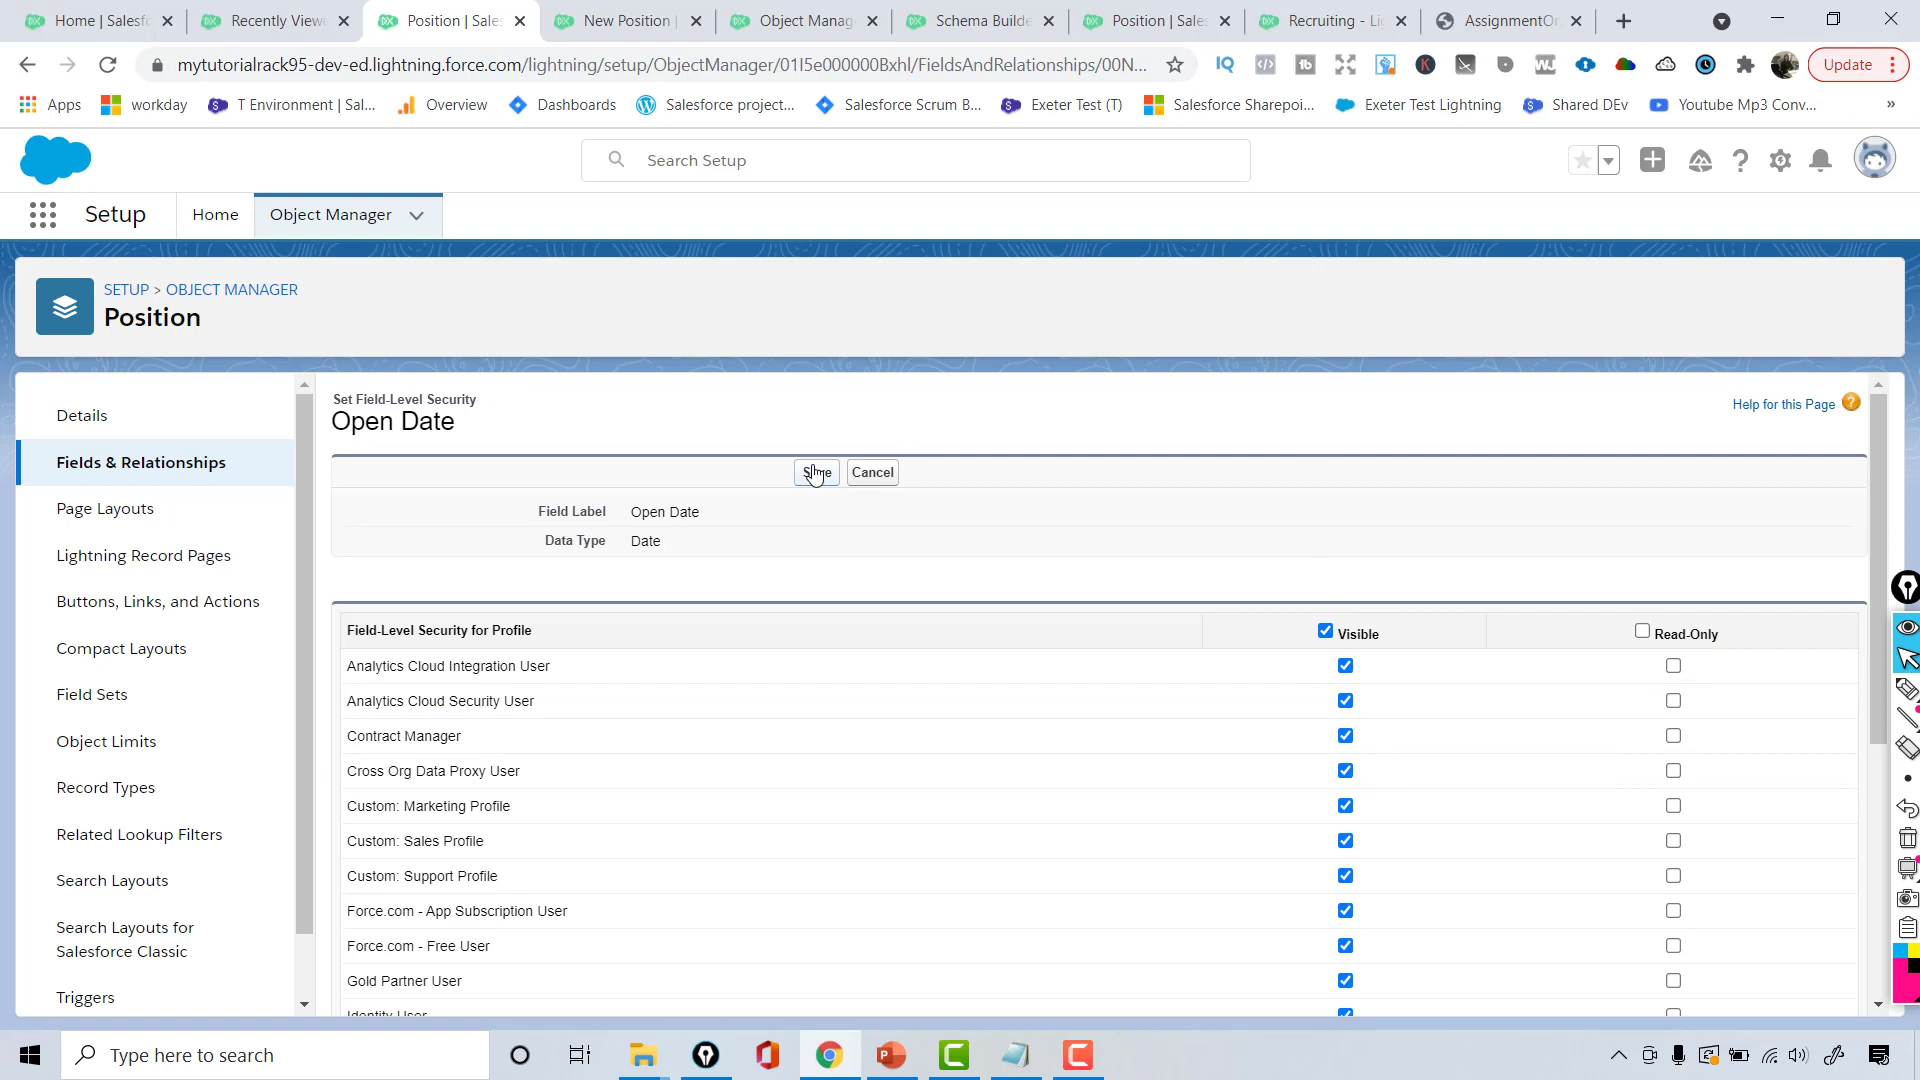 Home | Salesf
Recently View
Position | Sale
New Position |
Object Manag
Schema Builde
Position | Sales
Recruiting - Li
AssignmentOr
mytutorialrack95-dev-ed.lightning.force.com/lightning/setup/ObjectManager/01I5e000000Bxhl/FieldsAndRelationships/00N...
Update
Apps
workday
T Environment | Sal...
Overview
Dashboards
Salesforce project...
Salesforce Scrum B...
Exeter Test (T)
Salesforce Sharepoi...
Exeter Test Lightning
Shared DEv
Youtube Mp3 Conv...
»
Search Setup
Setup
Home
Object Manager
SETUP > OBJECT MANAGER
Position
Details
Fields & Relationships
Page Layouts
Lightning Record Pages
Buttons, Links, and Actions
Compact Layouts
Field Sets
Object Limits
Record Types
Related Lookup Filters
Search Layouts
Search Layouts for
Salesforce Classic
Triggers
Set Field-Level Security
Open Date
Help for this Page
Save
Cancel
Field Label Open Date
Data Type Date
Field-Level Security for Profile
Visible
Read-Only
Analytics Cloud Integration User
Analytics Cloud Security User
Contract Manager
Cross Org Data Proxy User
Custom: Marketing Profile
Custom: Sales Profile
Custom: Support Profile
Force.com - App Subscription User
Force.com - Free User
Gold Partner User
Identity User
Type here to search